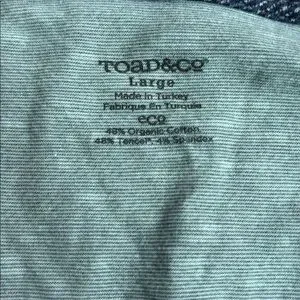 TOAD&CO®
Large
Made in Turkey
Fabrique En Turquie
eco
48% Organic Cotton,
48% Tencel®, 4% Spandex